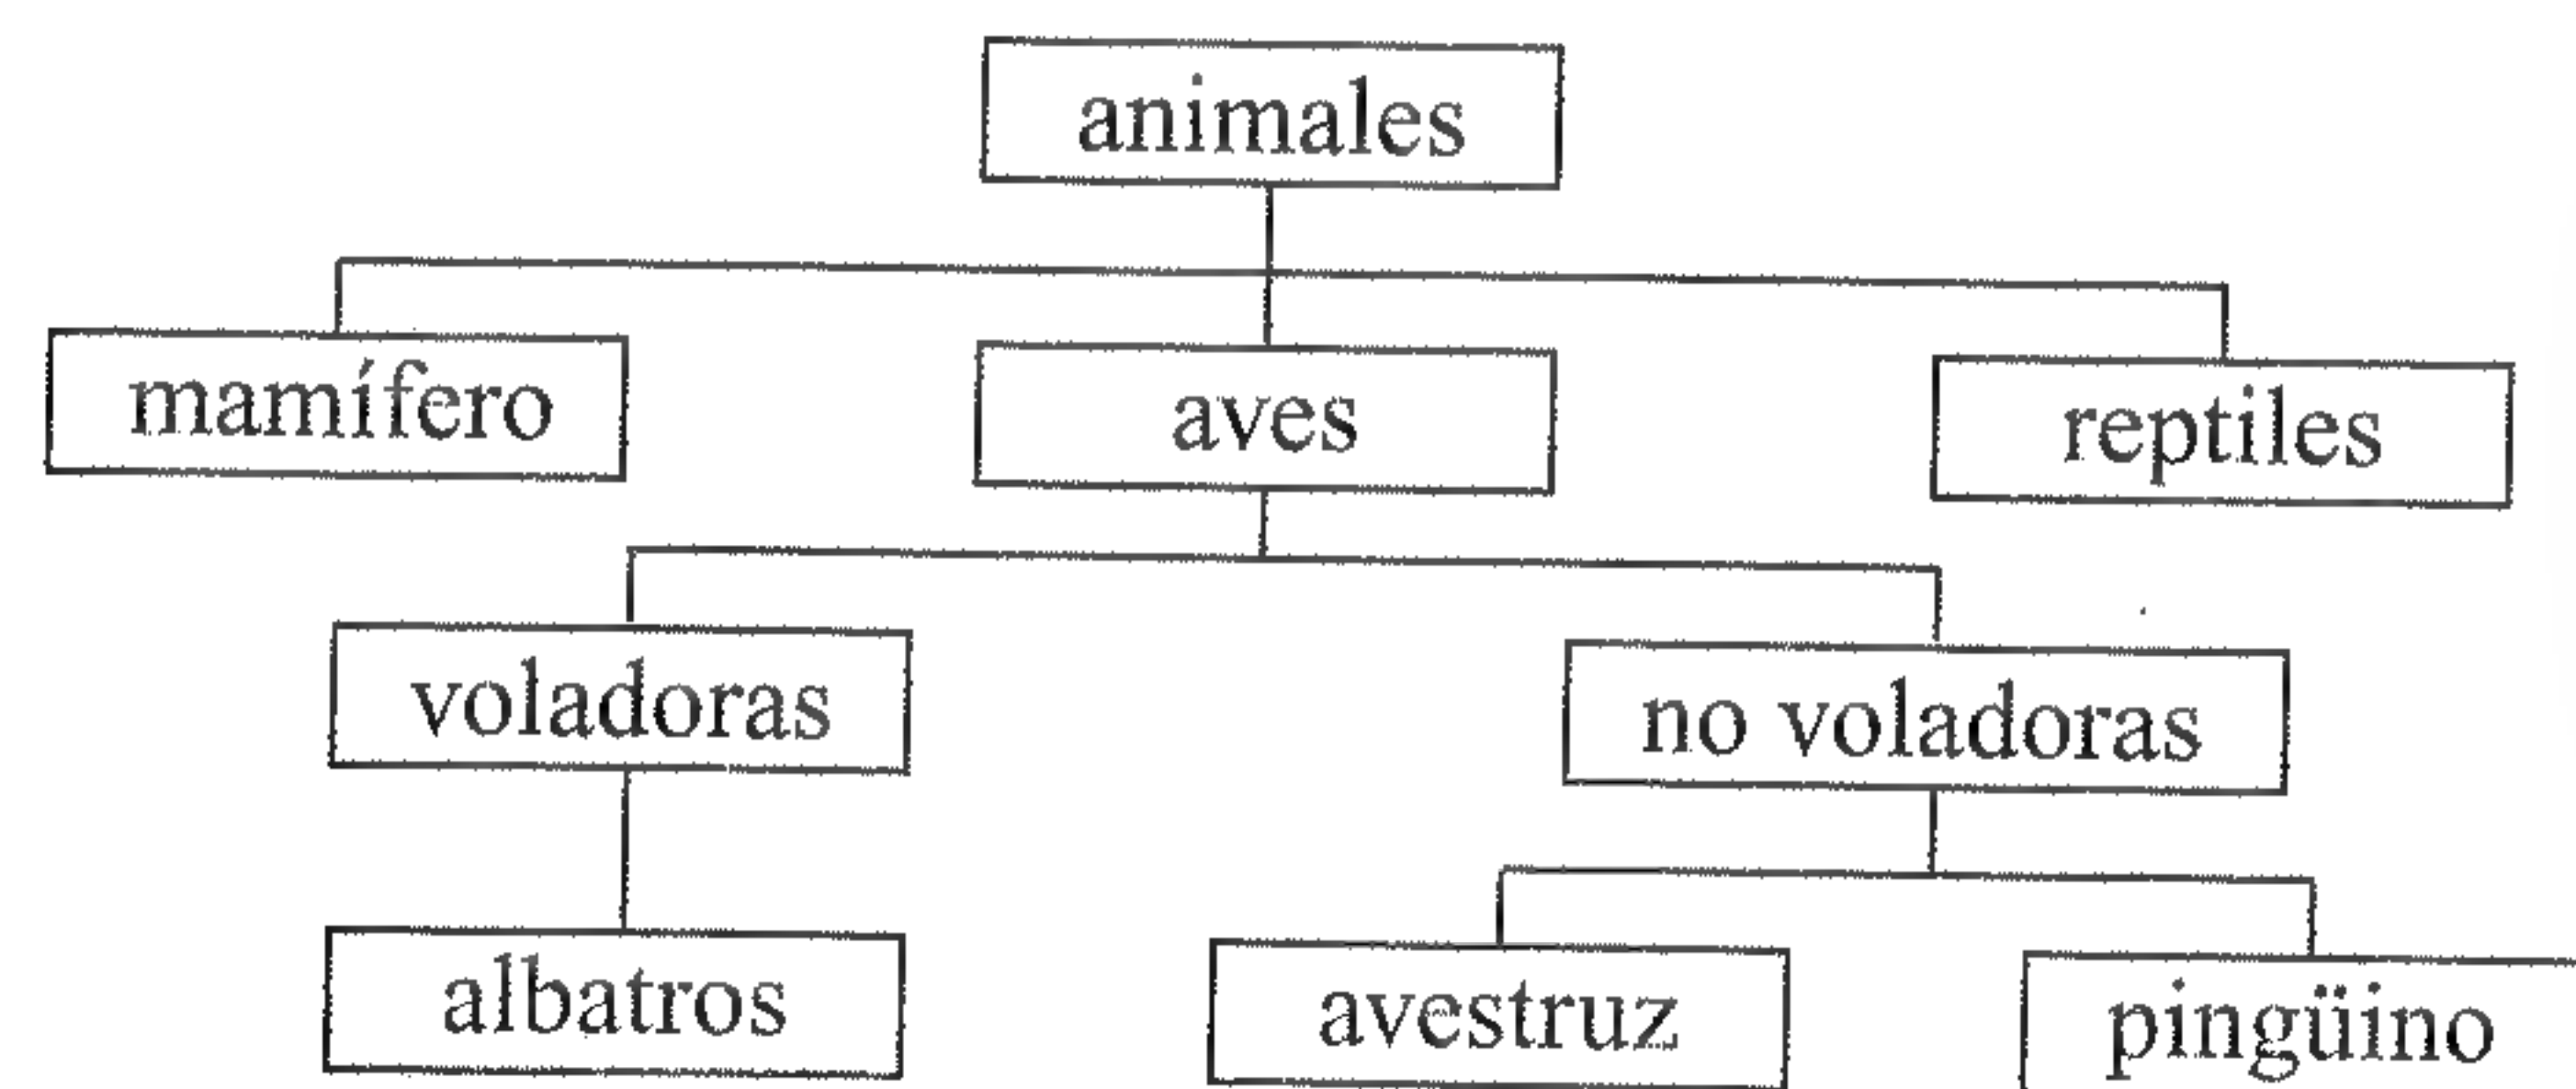 animales
mamífero
aves
reptiles
voladoras
no voladoras
albatros
avestruz
pingüino